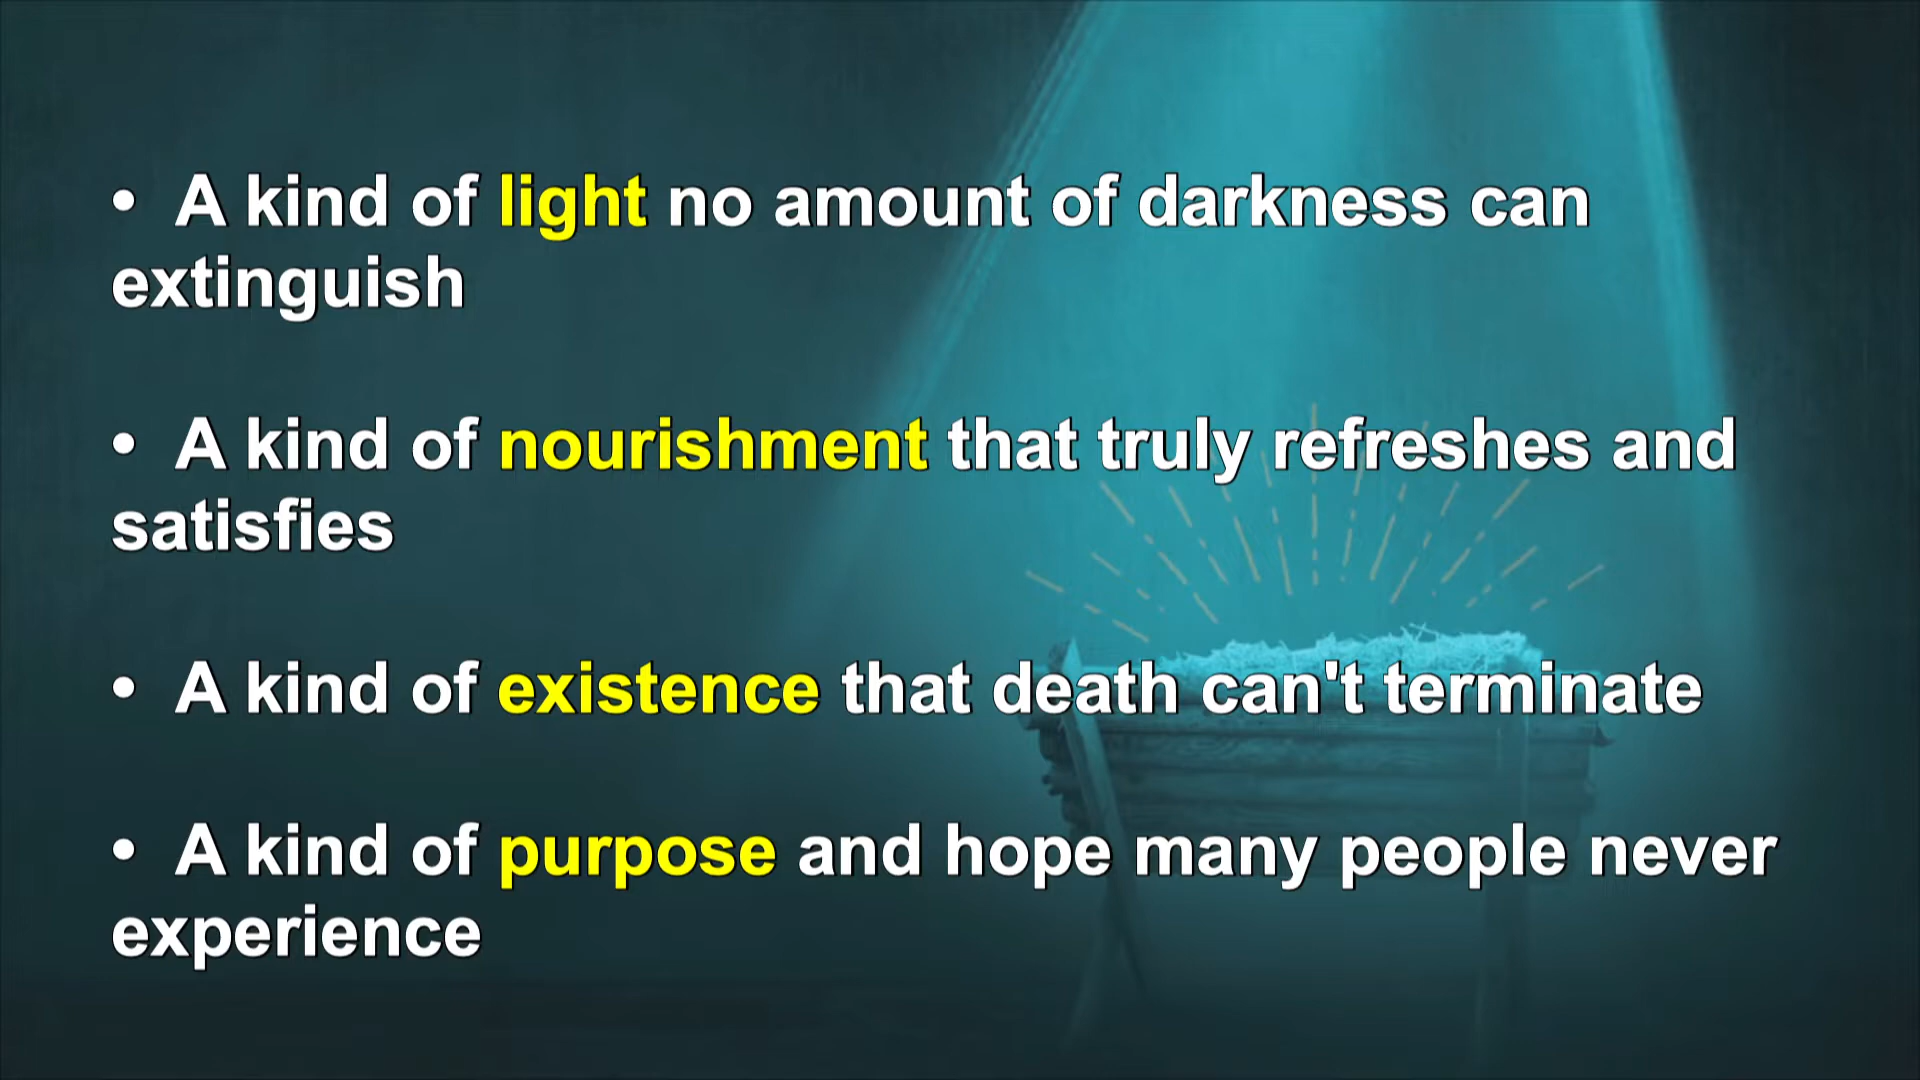 • A kind of light no amount of darkness can
extinguish
• A kind of nourishment that truly refreshes and
satisfies
• A kind of existence that death can't terminate
• A kind of purpose and hope many people never
experience